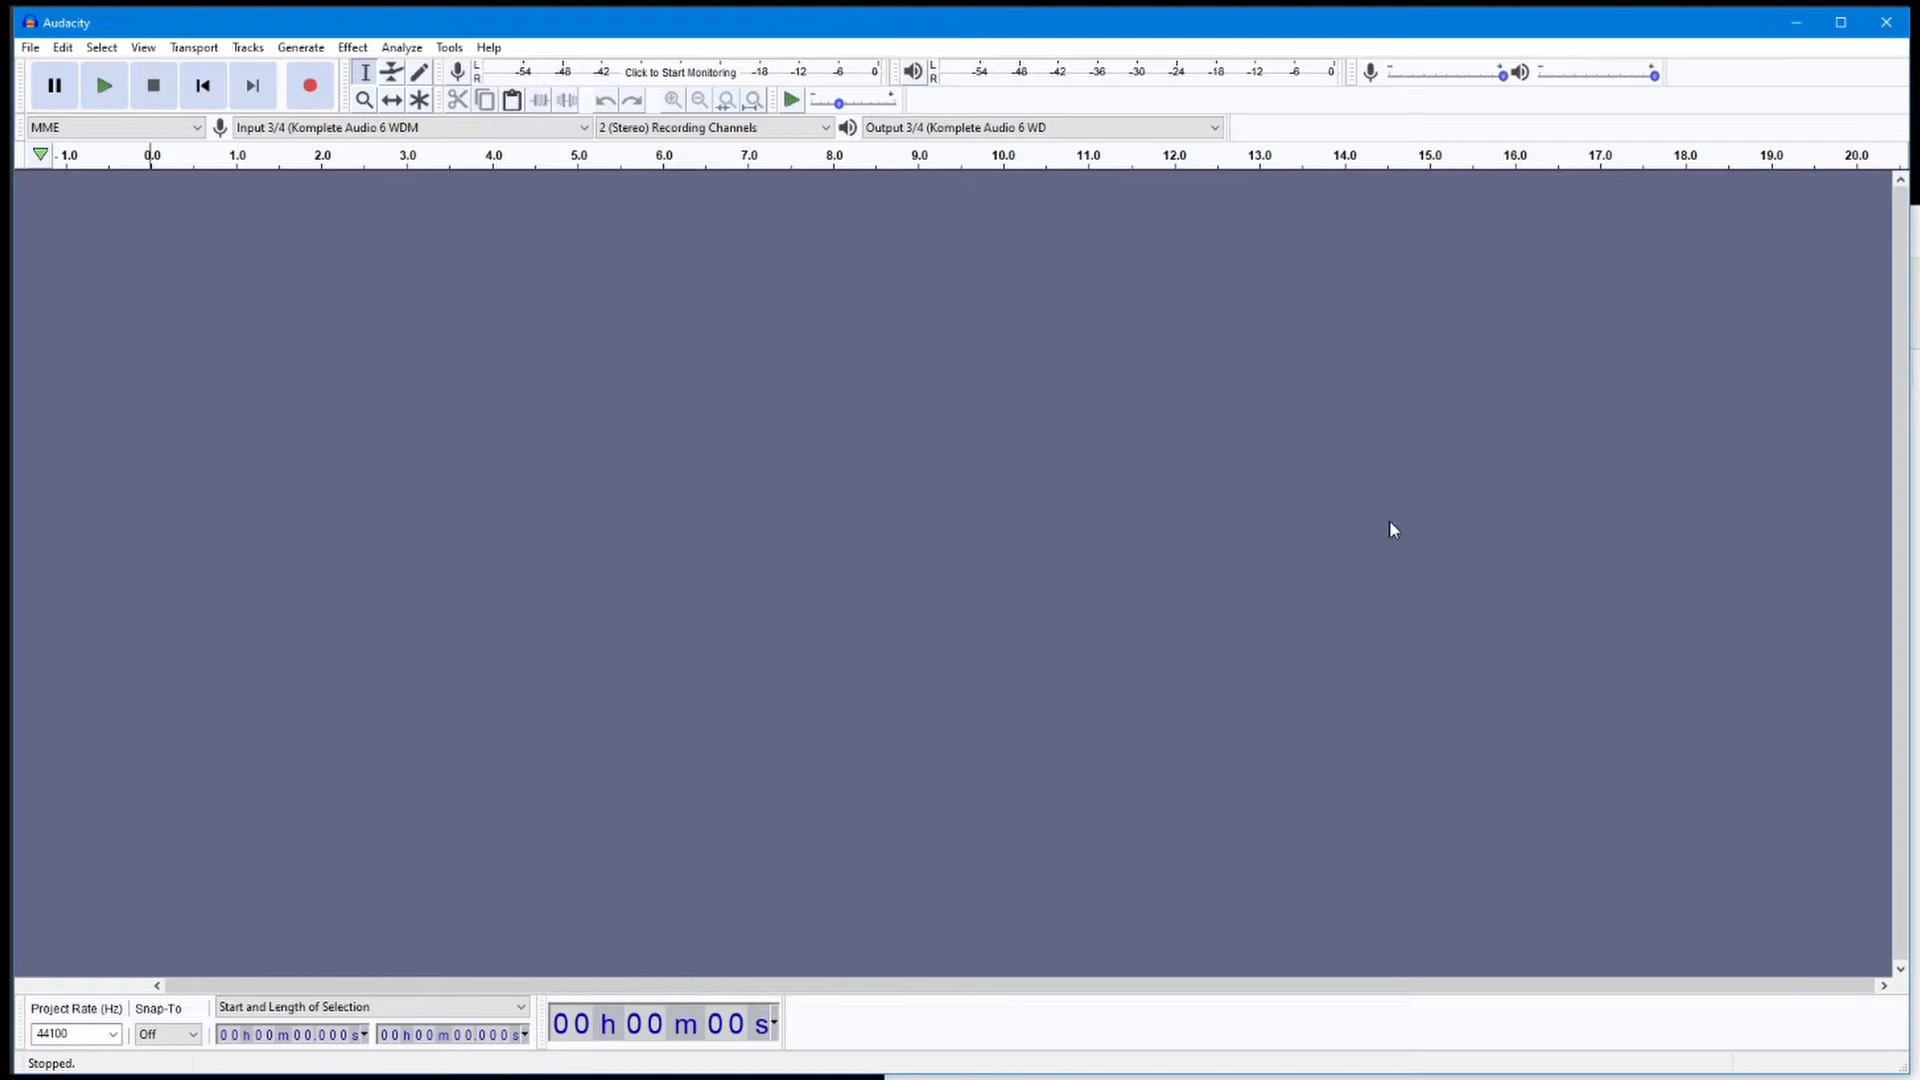 Audacity
File Edit Select View Transport Tracks Generate Effect Analyze Tools Help
L
R
-54 -48 -42 Click to Start Monitoring -18 -12 -6 0
L
R
-54 -48 -42 -36 -30 -24 -18 -12 -6 0
- +
- +
- +
MME Input 3/4 (Komplete Audio 6 WDM 2 (Stereo) Recording Channels Output 3/4 (Komplete Audio 6 WD
- 1.0 0.0 1.0 2.0 3.0 4.0 5.0 6.0 7.0 8.0 9.0 10.0 11.0 12.0 13.0 14.0 15.0 16.0 17.0 18.0 19.0 20.0
Project Rate (Hz) Snap-To Start and Length of Selection
44100 Off 00 h 00 m 00.000 s 00 h 00 m 00.000 s 00 h 00 m 00 s
Stopped.